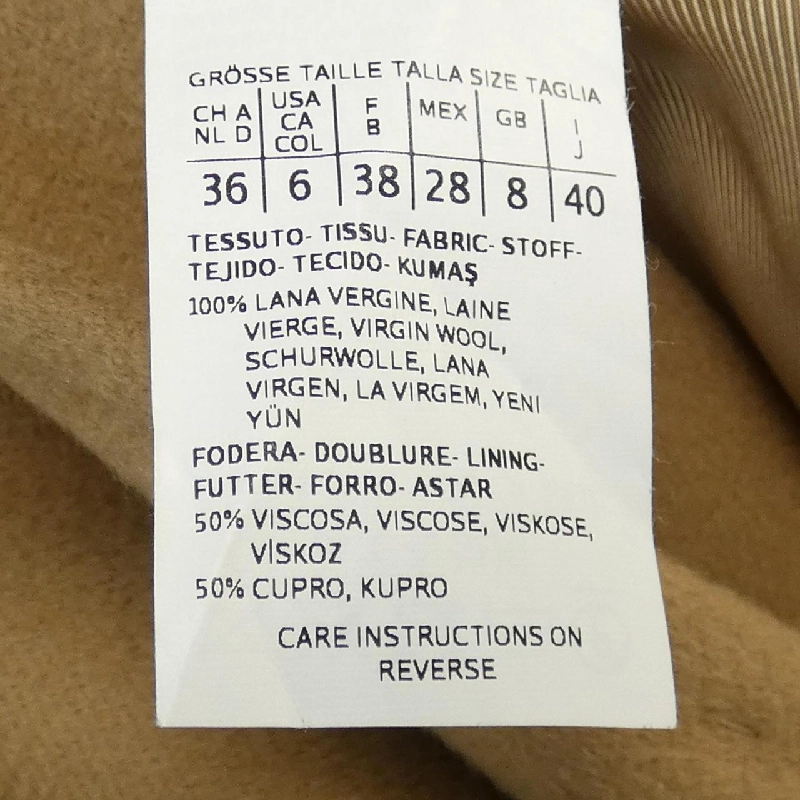 GRÖSSE TAILLE TALLA SIZE TAGLIA
CH A USA F MEX GB I
NL D CA B J
COL
36 6 38 28 8 40
TESSUTO- TISSU- FABRIC- STOFF-
TEJIDO- TECIDO- KUMAŞ
100% LANA VERGINE, LAINE
VIERGE, VIRGIN WOOL,
SCHURWOLLE, LANA
VIRGEN, LA VIRGEM, YENI
YÜN
FODERA- DOUBLURE- LINING-
FUTTER- FORRO- ASTAR
50% VISCOSA, VISCOSE, VISKOSE,
VİSKOZ
50% CUPRO, KUPRO
CARE INSTRUCTIONS ON
REVERSE